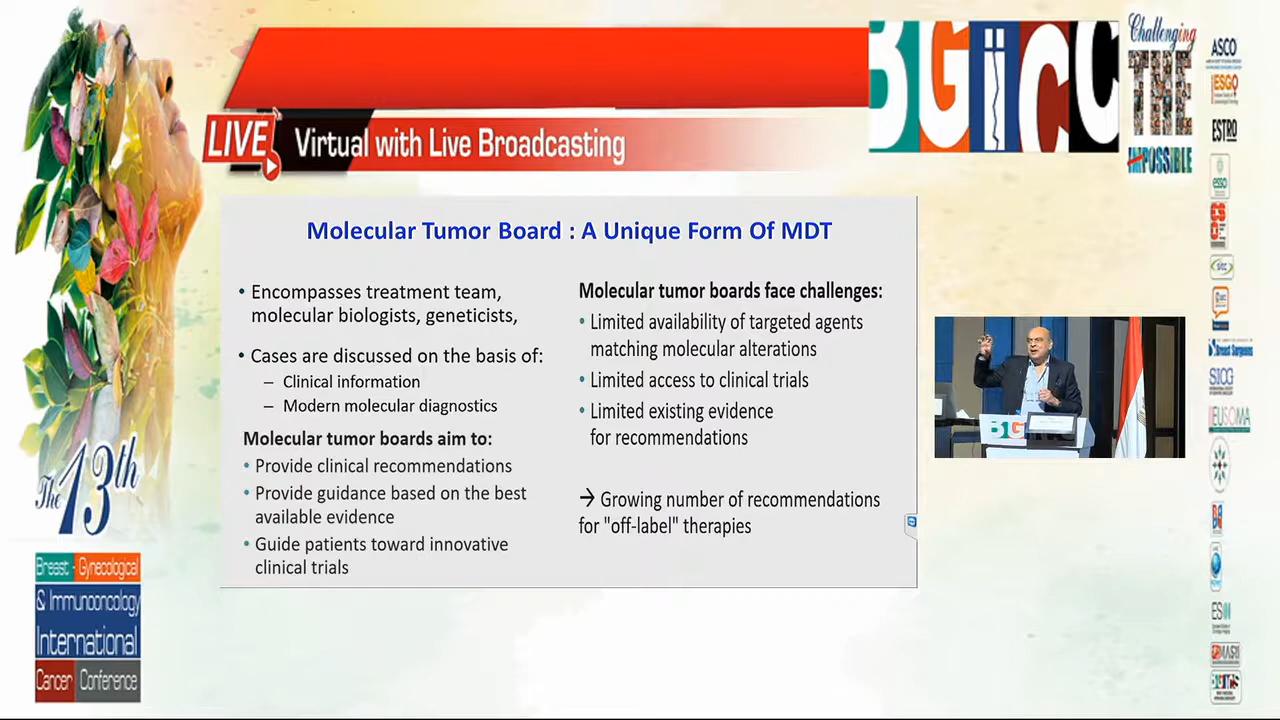 BGiCC
Challenging
THE
IMPOSSIBLE
LIVE
Virtual with Live Broadcasting
Molecular Tumor Board : A Unique Form Of MDT
• Encompasses treatment team,
molecular biologists, geneticists,
• Cases are discussed on the basis of:
– Clinical information
– Modern molecular diagnostics
Molecular tumor boards aim to:
• Provide clinical recommendations
• Provide guidance based on the best
available evidence
• Guide patients toward innovative
clinical trials
Molecular tumor boards face challenges:
• Limited availability of targeted agents
matching molecular alterations
• Limited access to clinical trials
• Limited existing evidence
for recommendations
→ Growing number of recommendations
for "off-label" therapies
The 13th
Breast - Gynecological
& Immunooncology
International
Cancer Conference
ASCO
ESTRO
esso
Breast Surgeons
EUSOMA